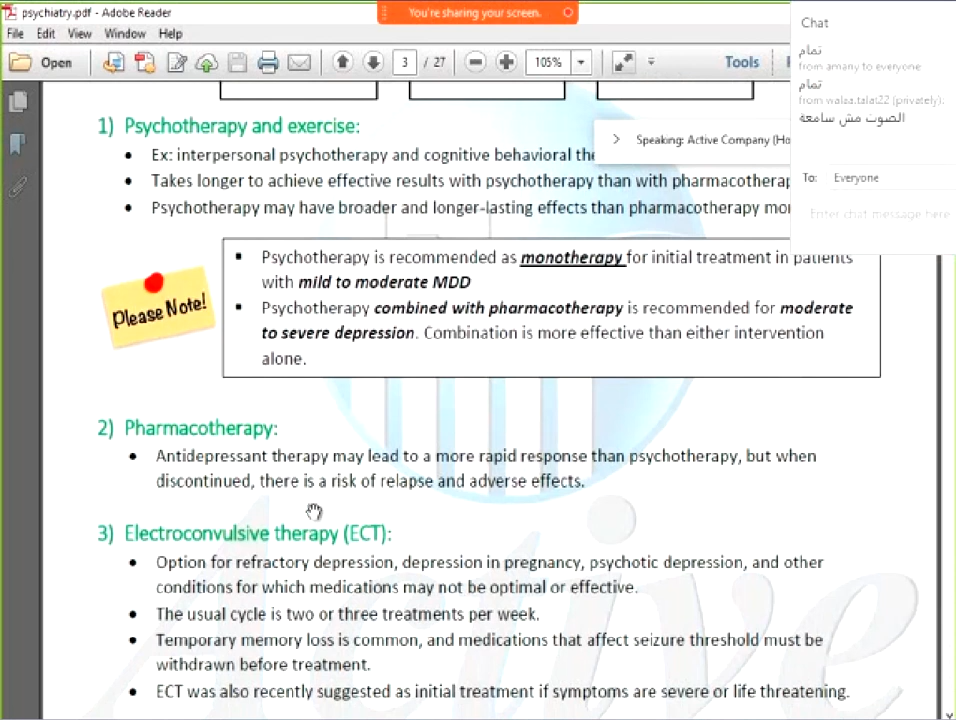 psychiatry.pdf - Adobe Reader
You're sharing your screen.
File Edit View Window Help
Open 3 / 27 105% Tools
1) Psychotherapy and exercise:
• Ex: interpersonal psychotherapy and cognitive behavioral the
• Takes longer to achieve effective results with psychotherapy than with pharmacotherap
• Psychotherapy may have broader and longer-lasting effects than pharmacotherapy mo
Please Note!
▪ Psychotherapy is recommended as monotherapy for initial treatment in patients
with mild to moderate MDD
▪ Psychotherapy combined with pharmacotherapy is recommended for moderate
to severe depression. Combination is more effective than either intervention
alone.
2) Pharmacotherapy:
• Antidepressant therapy may lead to a more rapid response than psychotherapy, but when
discontinued, there is a risk of relapse and adverse effects.
3) Electroconvulsive therapy (ECT):
• Option for refractory depression, depression in pregnancy, psychotic depression, and other
conditions for which medications may not be optimal or effective.
• The usual cycle is two or three treatments per week.
• Temporary memory loss is common, and medications that affect seizure threshold must be
withdrawn before treatment.
• ECT was also recently suggested as initial treatment if symptoms are severe or life threatening.
Active
Speaking: Active Company (Ho
Chat
تمام
from amany to everyone
تمام
from walaa.talat22 (privately):
الصوت مش سامعة
To: Everyone
Enter chat message here